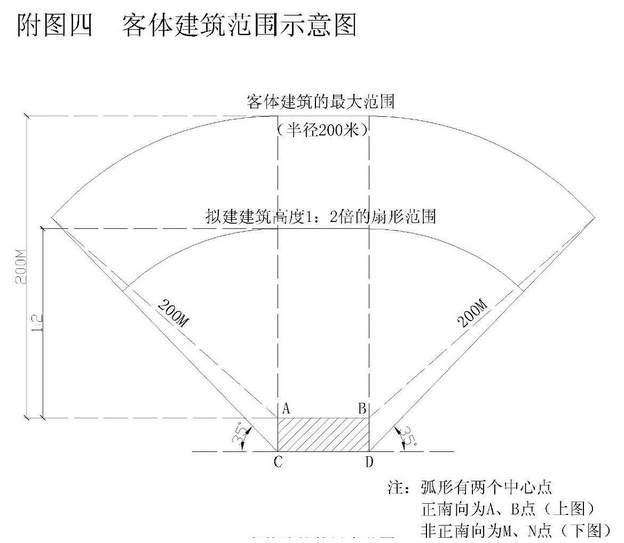 附图四 客体建筑范围示意图
客体建筑的最大范围
(半径200米)
拟建建筑高度1：2倍的扇形范围
200M
1:2
200M
200M
A
B
35°
35°
C
D
注：弧形有两个中心点
正南向为A、B点（上图）
非正南向为M、N点（下图）